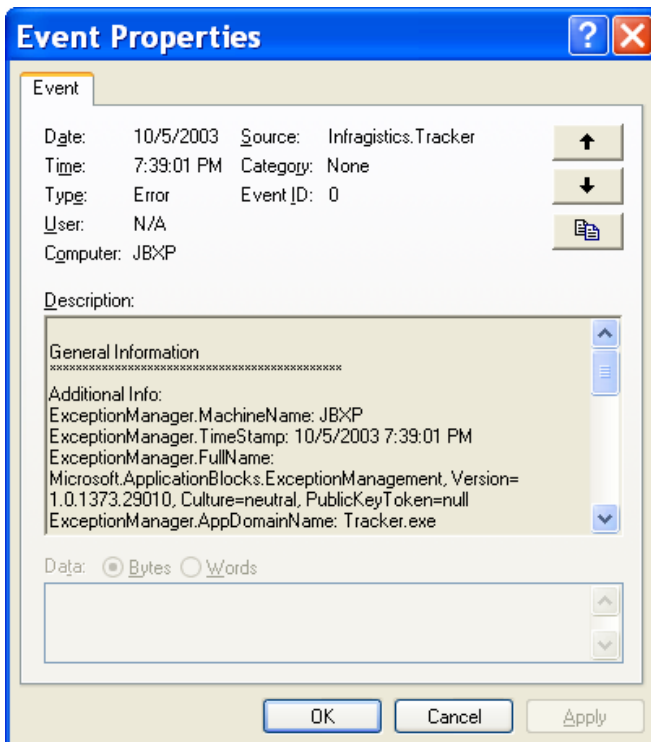 Event Properties
Event
Date: 10/5/2003 Source: Infragistics.Tracker
Time: 7:39:01 PM Category: None
Type: Error Event ID: 0
User: N/A
Computer: JBXP
Description:
General Information
*********************************************
Additional Info:
ExceptionManager.MachineName: JBXP
ExceptionManager.TimeStamp: 10/5/2003 7:39:01 PM
ExceptionManager.FullName:
Microsoft.ApplicationBlocks.ExceptionManagement, Version=
1.0.1373.29010, Culture=neutral, PublicKeyToken=null
ExceptionManager.AppDomainName: Tracker.exe
Data: Bytes Words
OK Cancel Apply